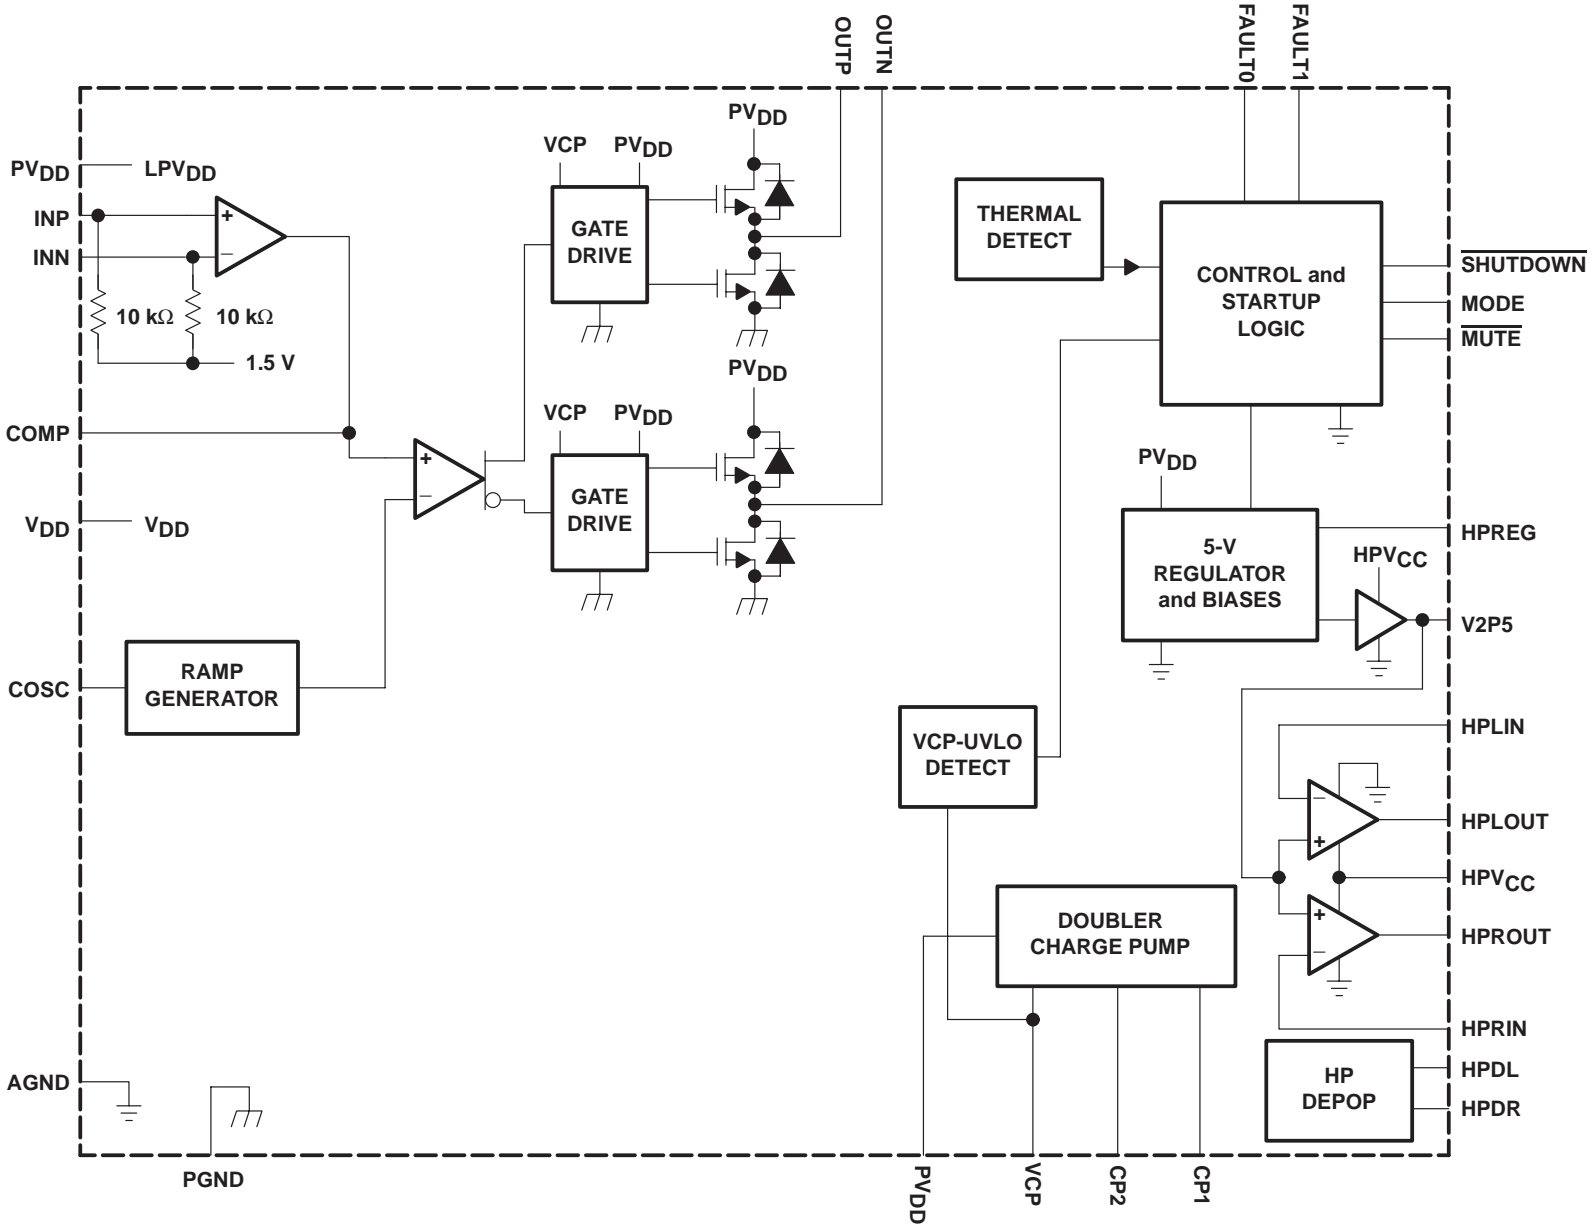 OUTP
OUTN
FAULT0
FAULT1
PVDD
LPVDD
INP
INN
+
–
10 kΩ
10 kΩ
1.5 V
COMP
VDD
VDD
+
–
COSC
RAMP
GENERATOR
AGND
PGND
VCP
PVDD
GATE
DRIVE
PVDD
VCP
PVDD
GATE
DRIVE
PVDD
THERMAL
DETECT
CONTROL and
STARTUP
LOGIC
SHUTDOWN
MODE
MUTE
PVDD
5-V
REGULATOR
and BIASES
HPREG
HPVCC
V2P5
VCP-UVLO
DETECT
HPLIN
–
+
HPLOUT
HPVCC
+
–
HPROUT
HPRIN
DOUBLER
CHARGE PUMP
HP
DEPOP
HPDL
HPDR
PVDD
VCP
CP2
CP1